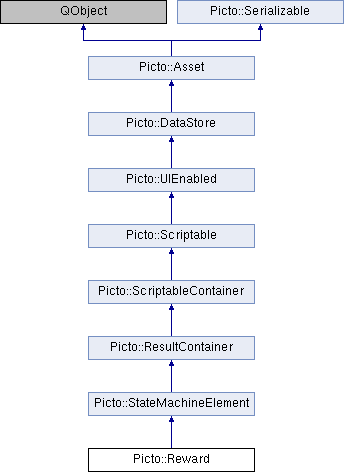 QObject
Picto::Serializable
Picto::Asset
Picto::DataStore
Picto::UIEnabled
Picto::Scriptable
Picto::ScriptableContainer
Picto::ResultContainer
Picto::StateMachineElement
Picto::Reward